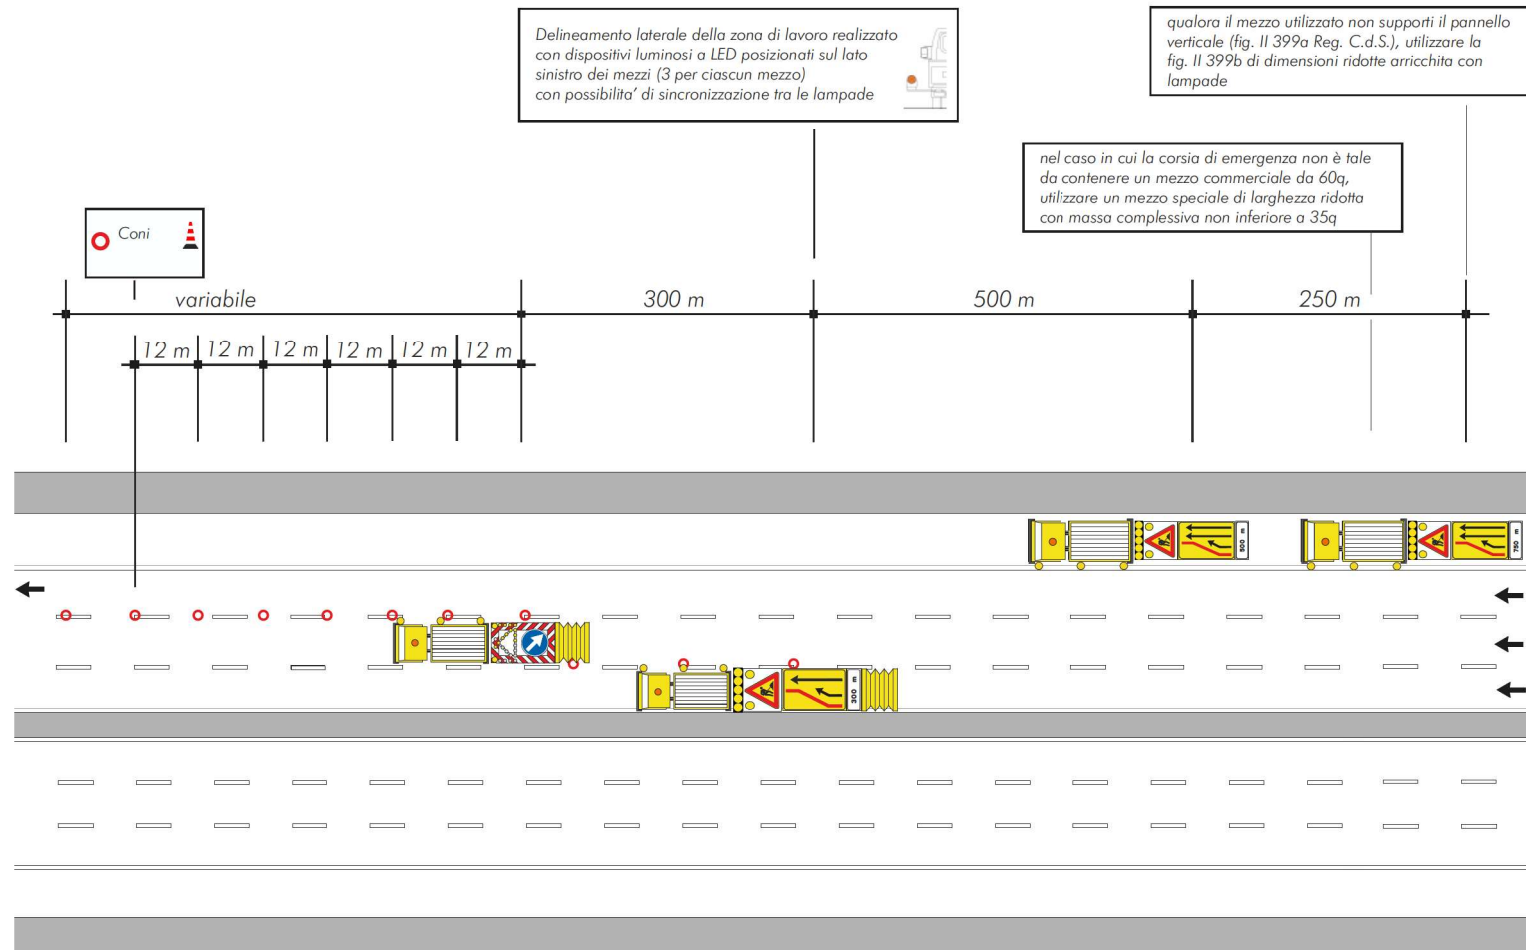 Delineamento laterale della zona di lavoro realizzato
con dispositivi luminosi a LED posizionati sul lato
sinistro dei mezzi (3 per ciascun mezzo)
con possibilita’ di sincronizzazione tra le lampade
qualora il mezzo utilizzato non supporti il pannello
verticale (fig. II 399a Reg. C.d.S.), utilizzare la
fig. II 399b di dimensioni ridotte arricchita con
lampade
nel caso in cui la corsia di emergenza non è tale
da contenere un mezzo commerciale da 60q,
utilizzare un mezzo speciale di larghezza ridotta
con massa complessiva non inferiore a 35q
Coni
variabile
300 m
500 m
250 m
12 m
12 m
12 m
12 m
12 m
12 m
500 m
750 m
300 m